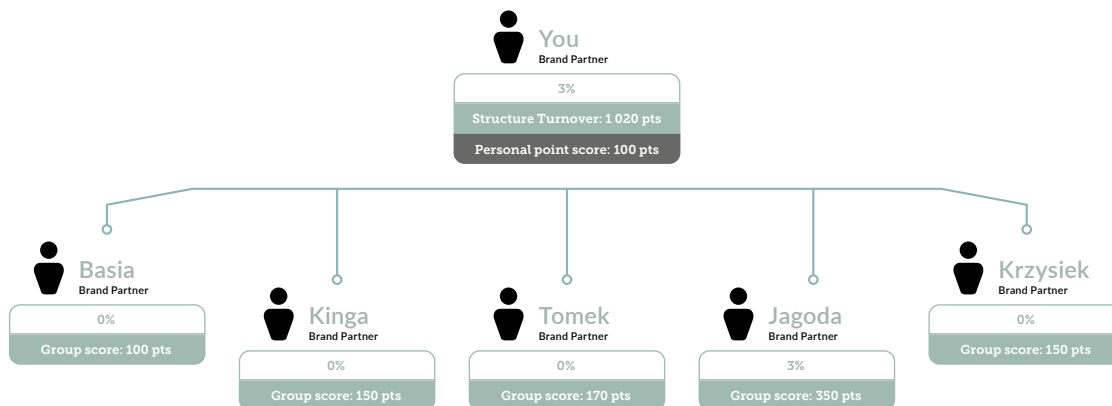 You
Brand Partner
3%
Structure Turnover: 1 020 pts
Personal point score: 100 pts
Basia
Brand Partner
0%
Group score: 100 pts
Kinga
Brand Partner
0%
Group score: 150 pts
Tomek
Brand Partner
0%
Group score: 170 pts
Jagoda
Brand Partner
3%
Group score: 350 pts
Krzysiek
Brand Partner
0%
Group score: 150 pts